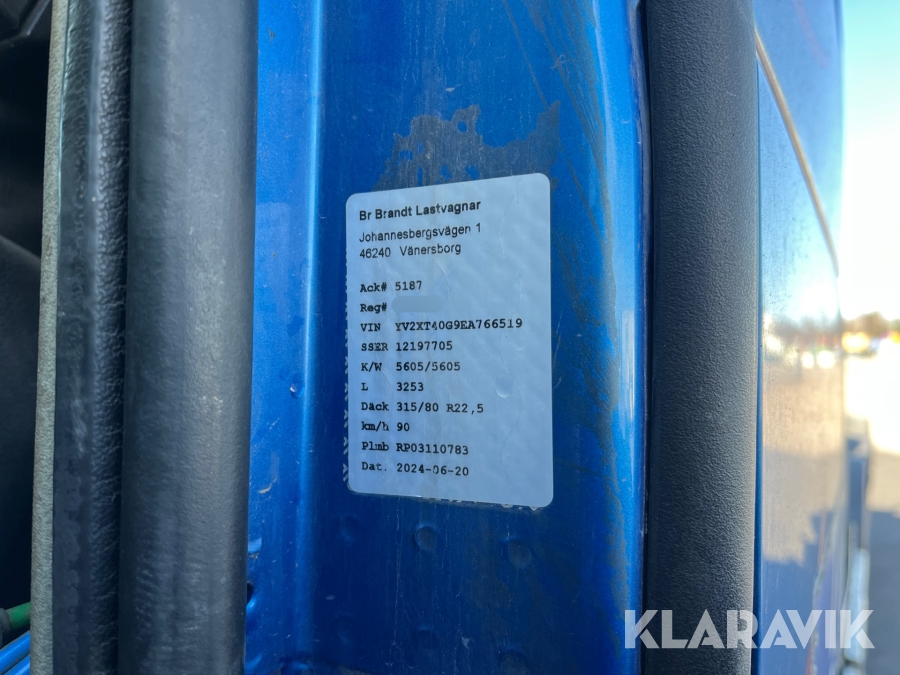 Br Brandt Lastvagnar
Johannesbergsvägen 1
46240 Vänersborg
Ack# 5187
Reg#
VIN YV2XT40G9EA766519
SSER 12197705
K/W 5605/5605
L 3253
Däck 315/80 R22,5
km/h 90
Plmb RP03110783
Dat. 2024-06-20
KLARAVIK